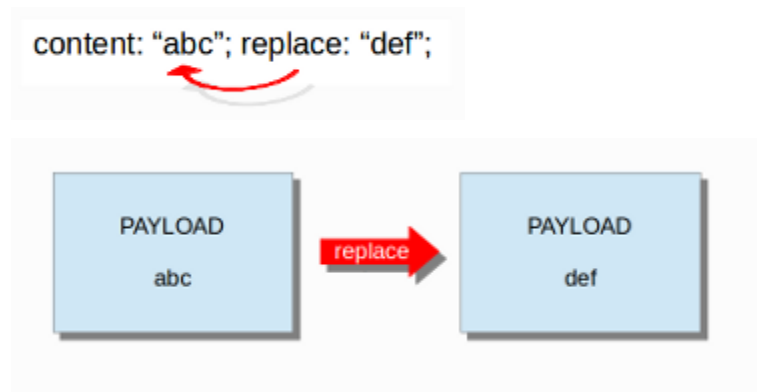 content: “abc”; replace: “def”;
PAYLOAD
abc
replace
PAYLOAD
def